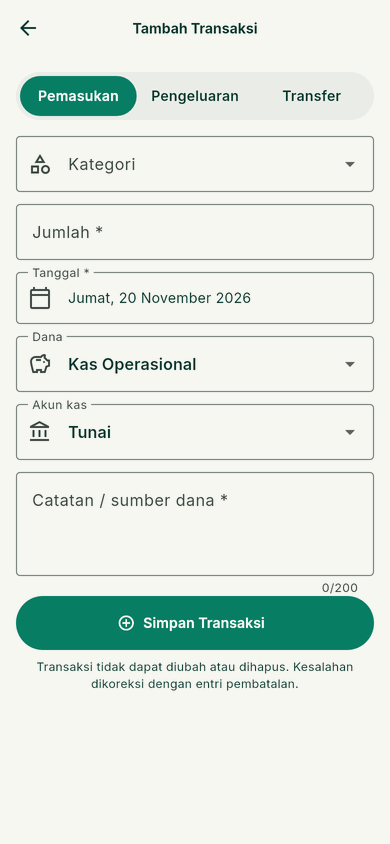 Tambah Transaksi
Pemasukan Pengeluaran Transfer
Kategori
Jumlah *
Tanggal *
Jumat, 20 November 2026
Dana
Kas Operasional
Akun kas
Tunai
Catatan / sumber dana *
0/200
Simpan Transaksi
Transaksi tidak dapat diubah atau dihapus. Kesalahan
dikoreksi dengan entri pembatalan.